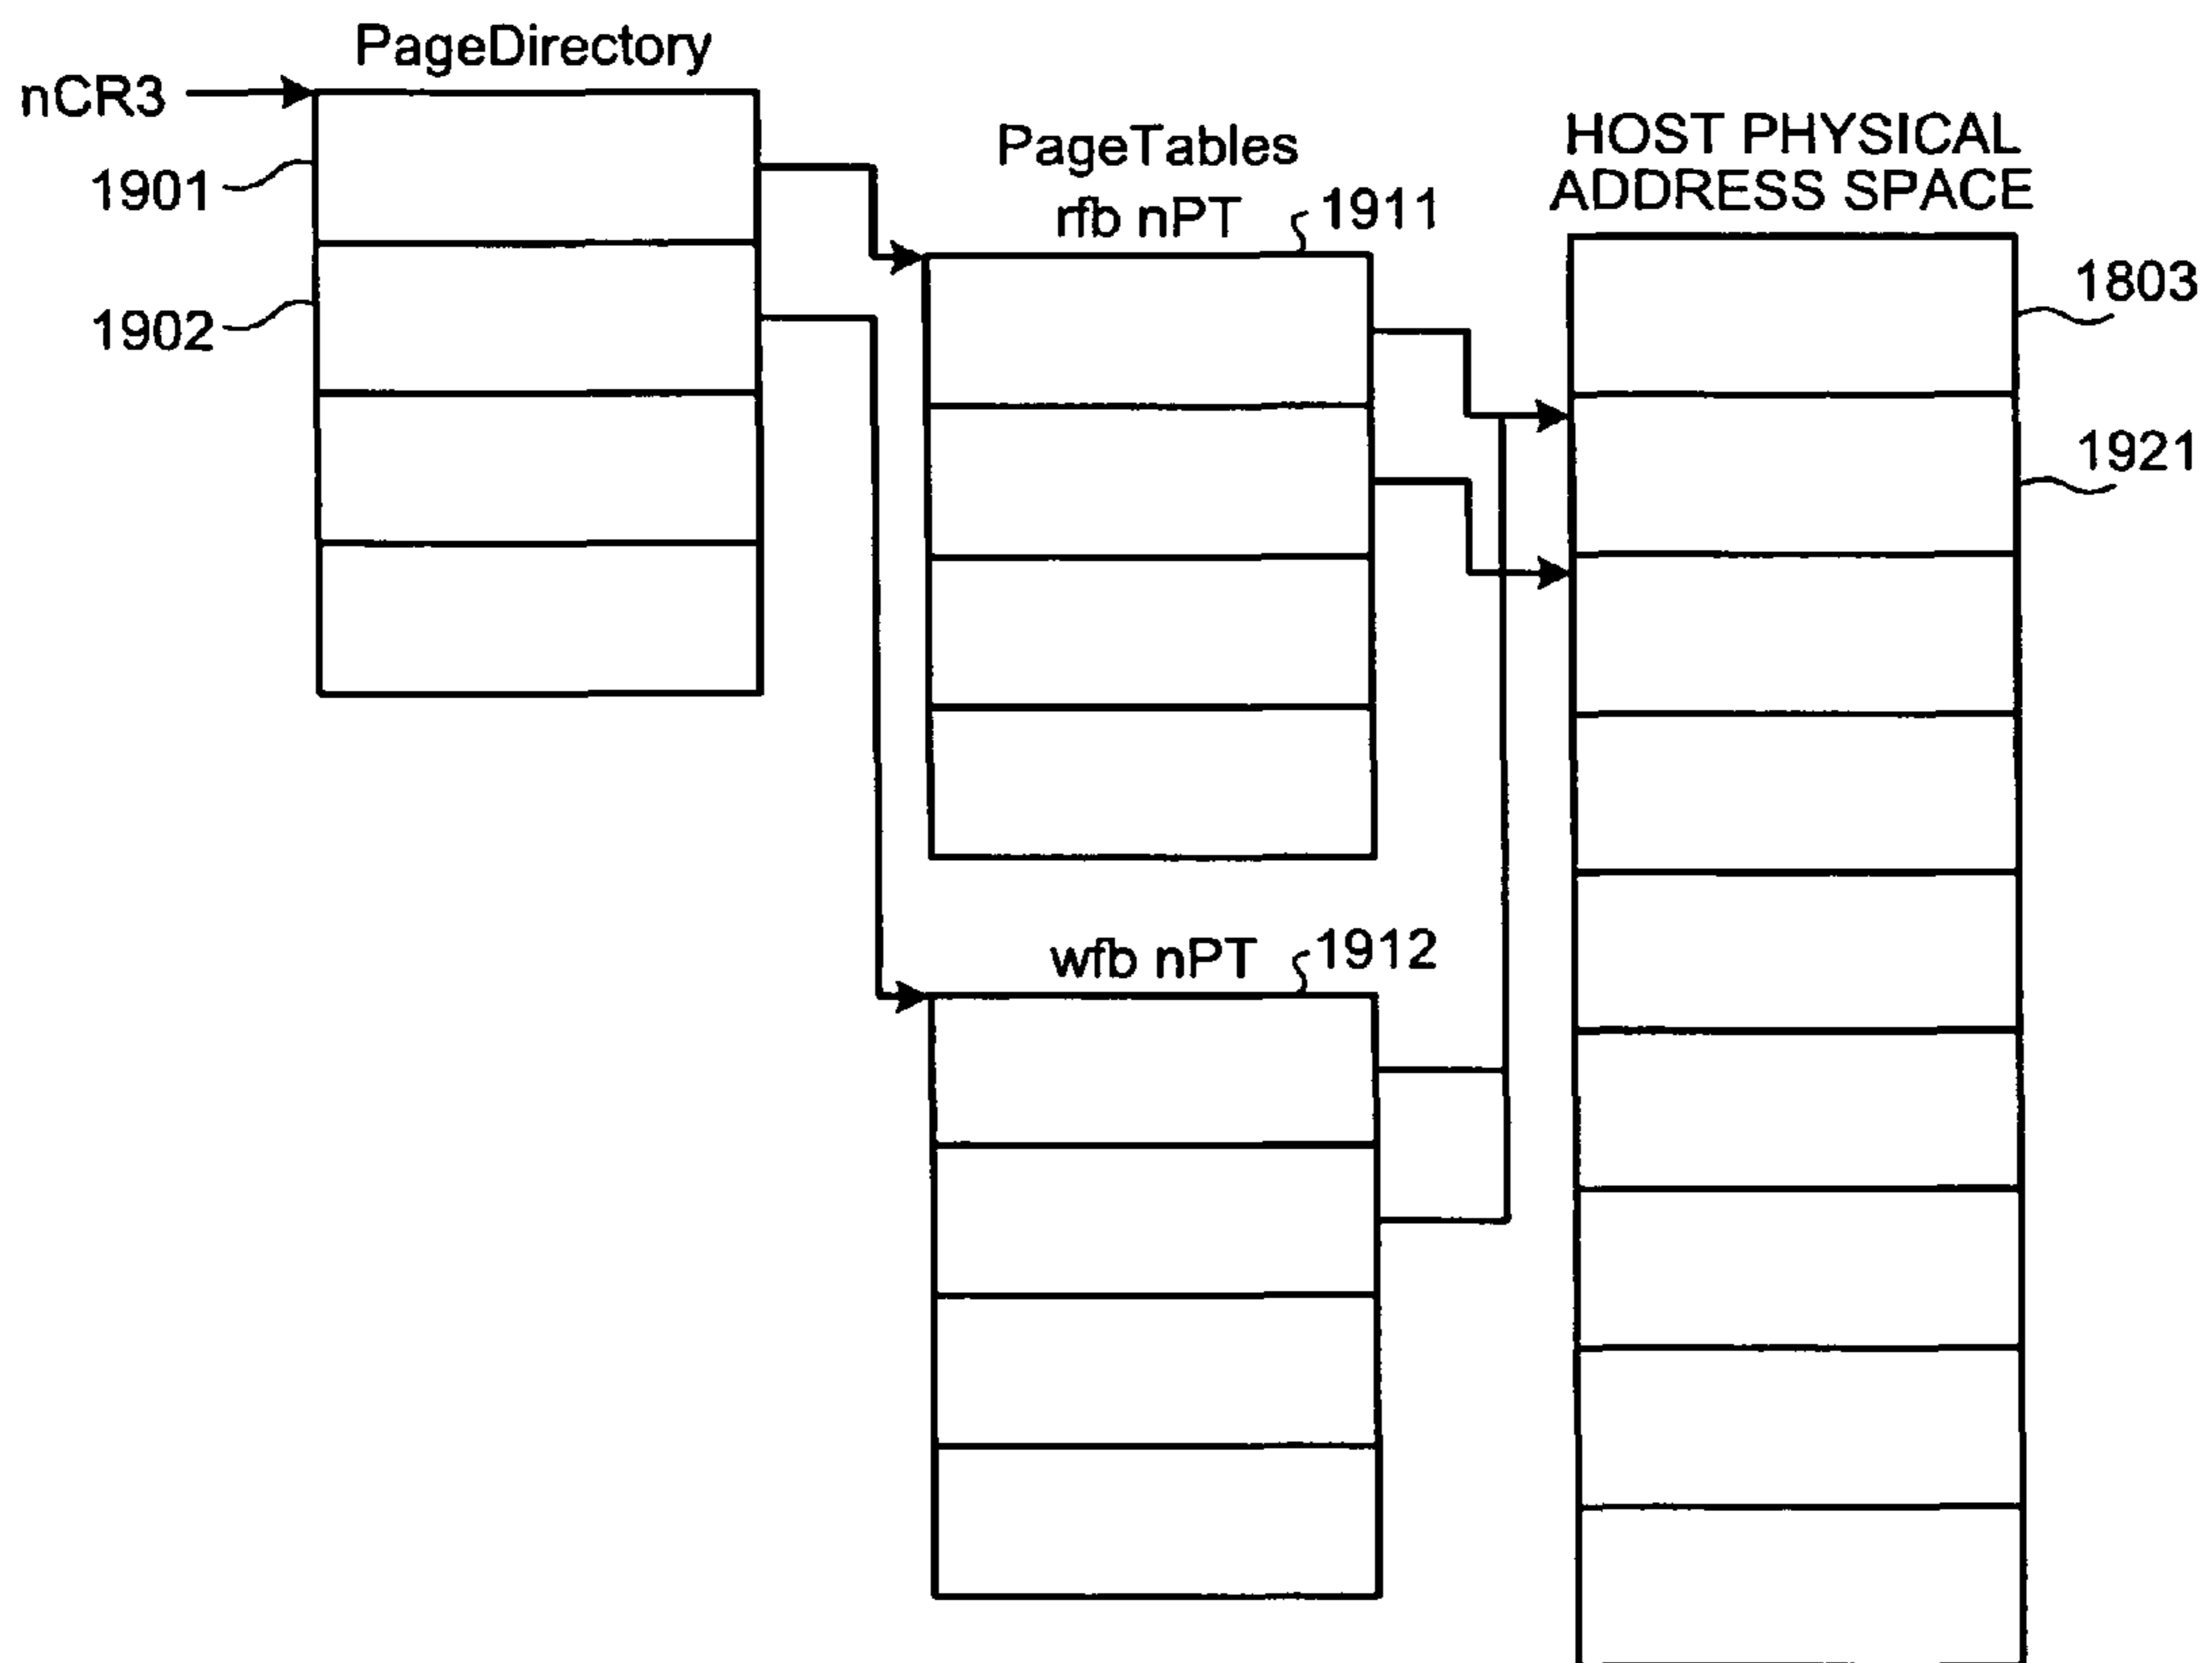 PageDirectory
nCR3
1901
1902
PageTables
rfb nPT
1911
HOST PHYSICAL
ADDRESS SPACE
1803
1921
wfb nPT
1912